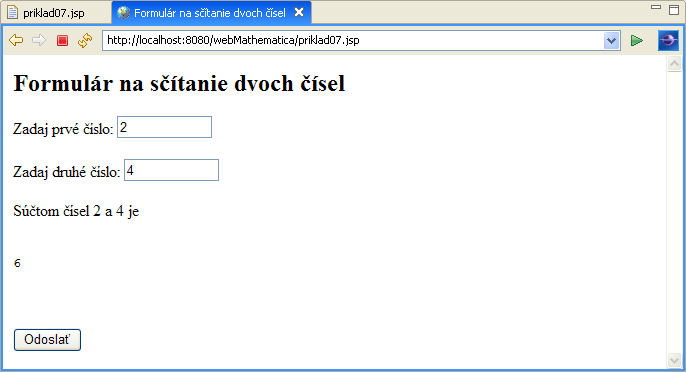 priklad07.jsp
Formulár na sčítanie dvoch čísel
http://localhost:8080/webMathematica/priklad07.jsp
Formulár na sčítanie dvoch čísel
Zadaj prvé číslo: 2
Zadaj druhé číslo: 4
Súčtom čísel 2 a 4 je
6
Odoslať